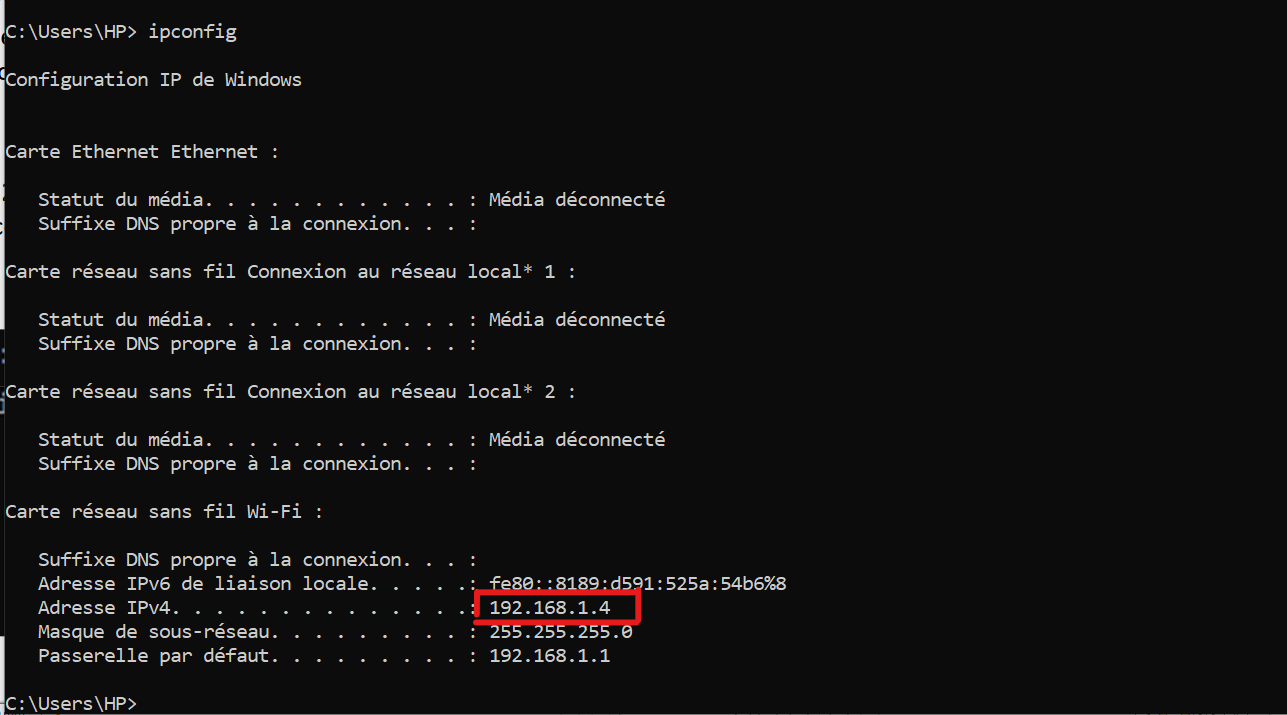 C:\Users\HP> ipconfig
Configuration IP de Windows
Carte Ethernet Ethernet :
Statut du média. . . . . . . . . . . . : Média déconnecté
Suffixe DNS propre à la connexion. . . :
Carte réseau sans fil Connexion au réseau local* 1 :
Statut du média. . . . . . . . . . . . : Média déconnecté
Suffixe DNS propre à la connexion. . . :
Carte réseau sans fil Connexion au réseau local* 2 :
Statut du média. . . . . . . . . . . . : Média déconnecté
Suffixe DNS propre à la connexion. . . :
Carte réseau sans fil Wi-Fi :
Suffixe DNS propre à la connexion. . . :
Adresse IPv6 de liaison locale. . . . .: fe80::8189:d591:525a:54b6%8
Adresse IPv4. . . . . . . . . . . . . .: 192.168.1.4
Masque de sous-réseau. . . . . . . . . : 255.255.255.0
Passerelle par défaut. . . . . . . . . : 192.168.1.1
C:\Users\HP>